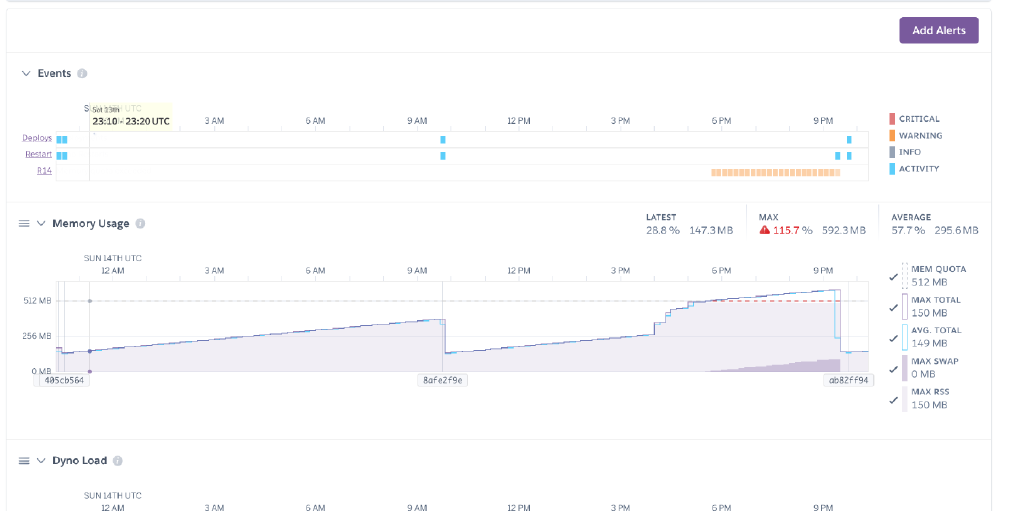 Add Alerts
Events
SUN 14TH UTC
Sat 13th
23:10 - 23:20 UTC
3 AM 6 AM 9 AM 12 PM 3 PM 6 PM 9 PM
Deploys
Restart
R14
CRITICAL
WARNING
INFO
ACTIVITY
Memory Usage
LATEST
28.8 % 147.3 MB
MAX
115.7 % 592.3 MB
AVERAGE
57.7 % 295.6 MB
SUN 14TH UTC
12 AM 3 AM 6 AM 9 AM 12 PM 3 PM 6 PM 9 PM
512 MB
256 MB
0 MB
405cb564 8afe2f9e ab82ff94
MEM QUOTA
512 MB
MAX TOTAL
150 MB
AVG. TOTAL
149 MB
MAX SWAP
0 MB
MAX RSS
150 MB
Dyno Load
SUN 14TH UTC
12 AM 3 AM 6 AM 9 AM 12 PM 3 PM 6 PM 9 PM